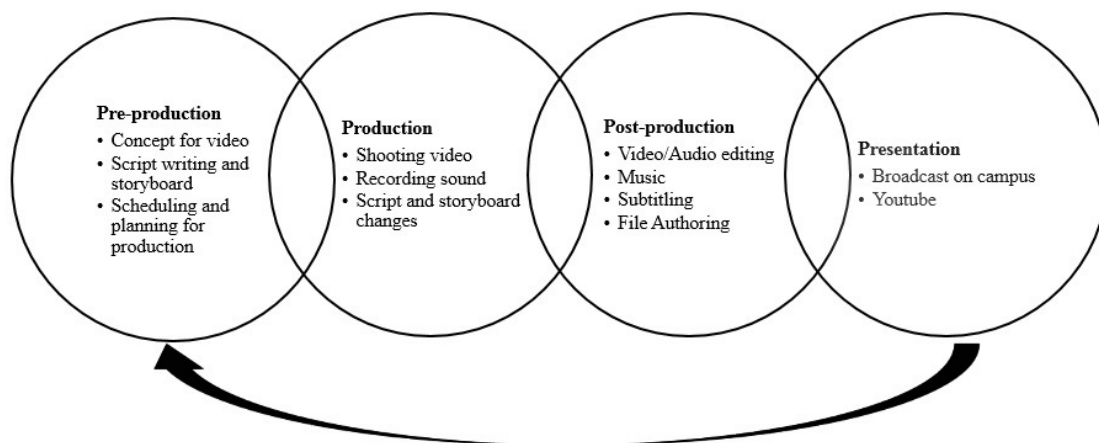 Pre-production
• Concept for video
• Script writing and
storyboard
• Scheduling and
planning for
production
Production
• Shooting video
• Recording sound
• Script and storyboard
changes
Post-production
• Video/Audio editing
• Music
• Subtitling
• File Authoring
Presentation
• Broadcast on campus
• Youtube